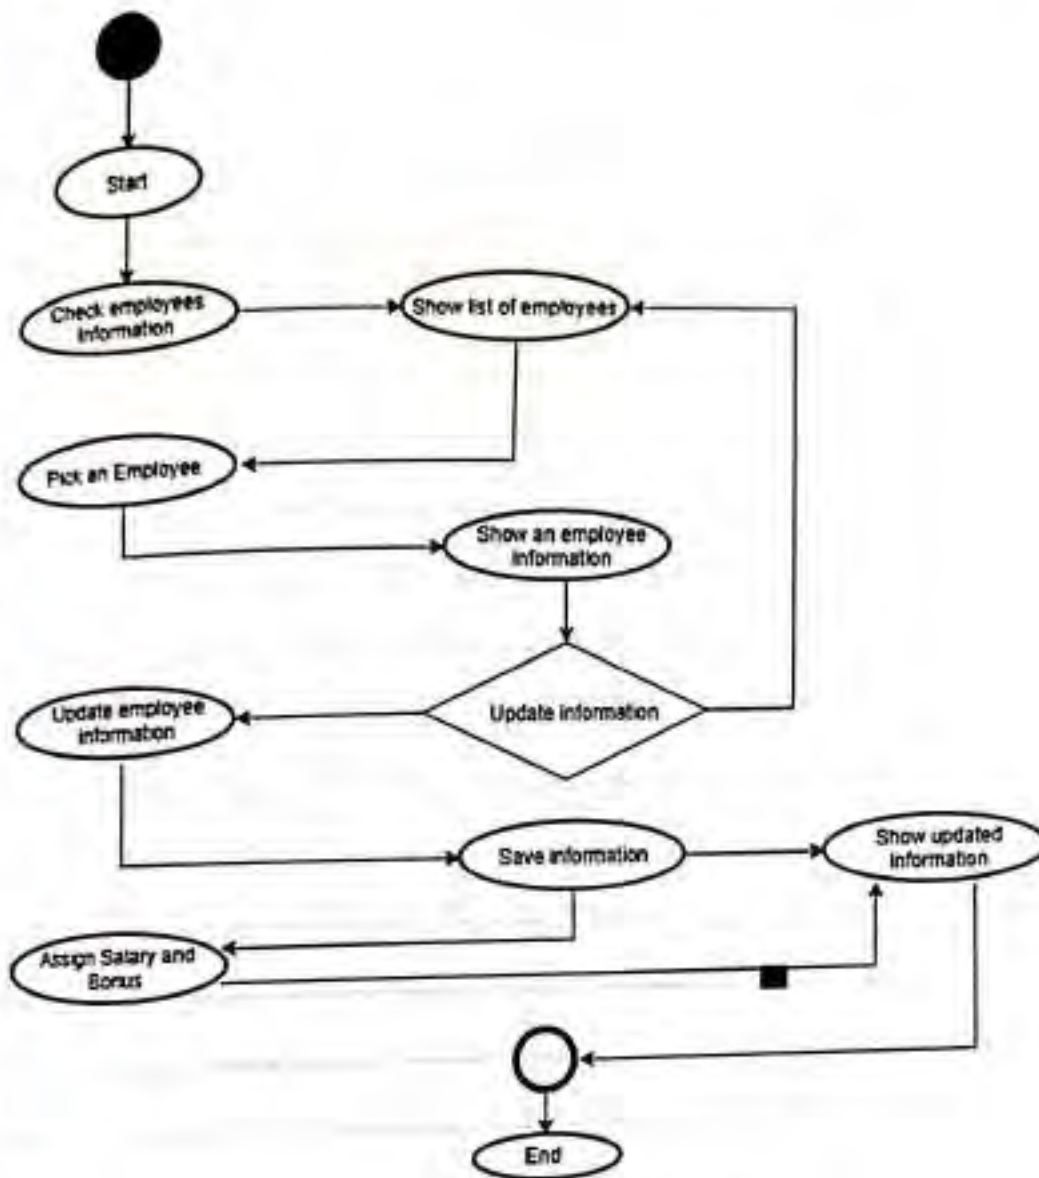 Start
Check employees
Information
Show list of employees
Pick an Employee
Show an employee
Information
Update information
Update employee
information
Save information
Show updated
Information
Assign Salary and
Bonus
End